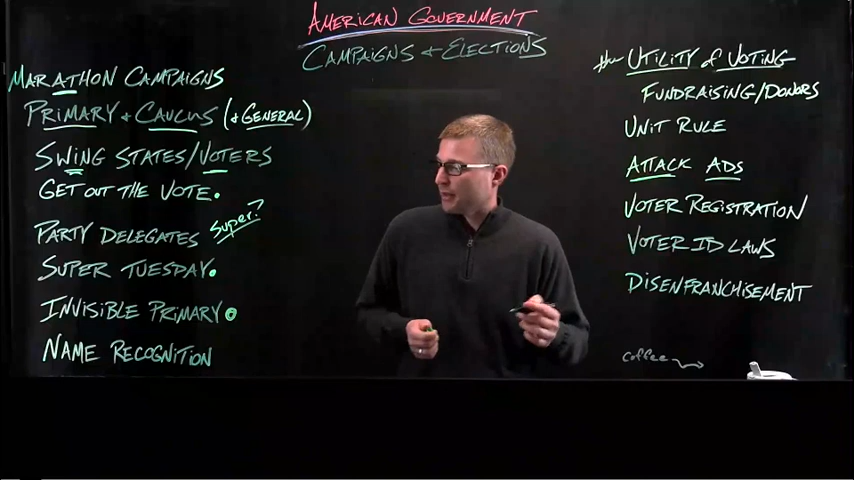 AMERICAN GOVERNMENT
CAMPAIGNS & ELECTIONS
MARATHON CAMPAIGNS
PRIMARY & CAUCUS (& GENERAL)
SWING STATES/VOTERS
GET OUT THE VOTE.
PARTY DELEGATES Super?
SUPER TUESDAY.
INVISIBLE PRIMARY
NAME RECOGNITION
the UTILITY of VOTING
FUNDRAISING/DONORS
UNIT RULE
ATTACK ADS
VOTER REGISTRATION
VOTER ID LAWS
DISENFRANCHISEMENT
coffee